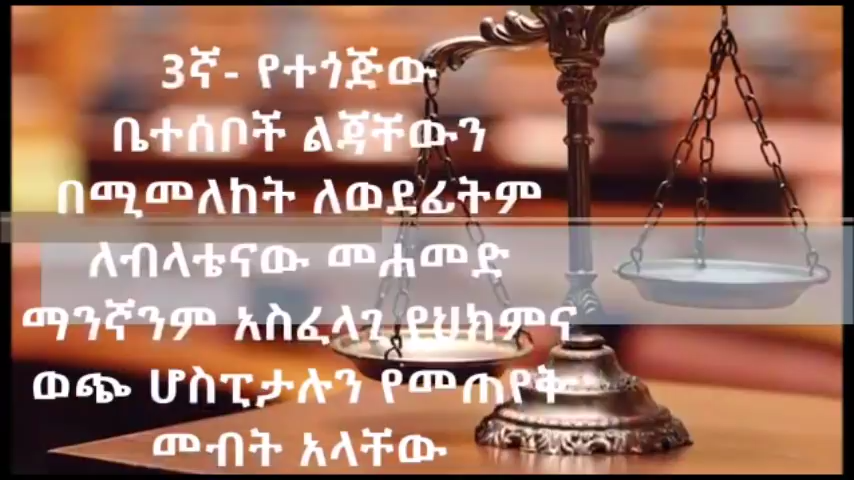 3ኛ- የተጎጅው
ቤተሰቦች ልጃቸውን
በሚመለከት ለወደፊትም
ለብላቴናው መሐመድ
ማንኛንም አስፈላጊ የህክምና
ወጭ ሆስፒታሉን የመጠየቅ
መብት አላቸው